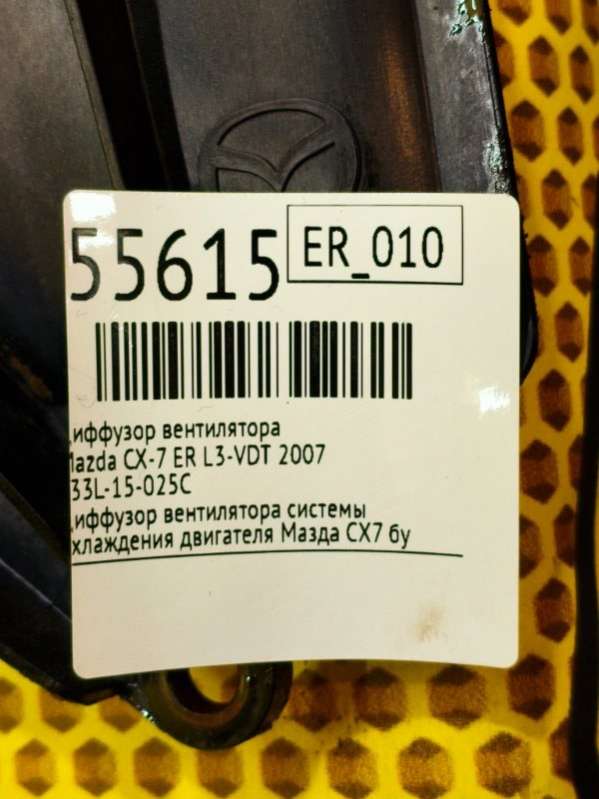 55615
ER_010
иффузор вентилятора
azda CX-7 ER L3-VDT 2007
33L-15-025C
иффузор вентилятора системы
хлаждения двигателя Мазда CX7 бу